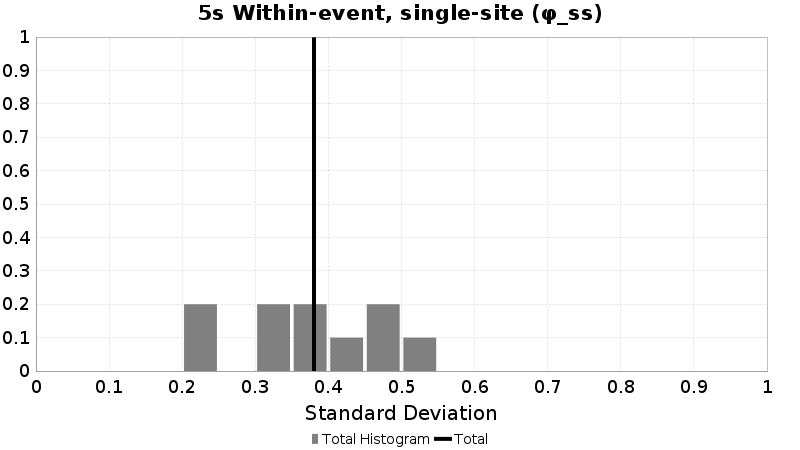 5s Within-event, single-site (φ_ss)
1
0.9
0.8
0.7
0.6
0.5
0.4
0.3
0.2
0.1
0
0 0.1 0.2 0.3 0.4 0.5 0.6 0.7 0.8 0.9 1
Standard Deviation
Total Histogram Total